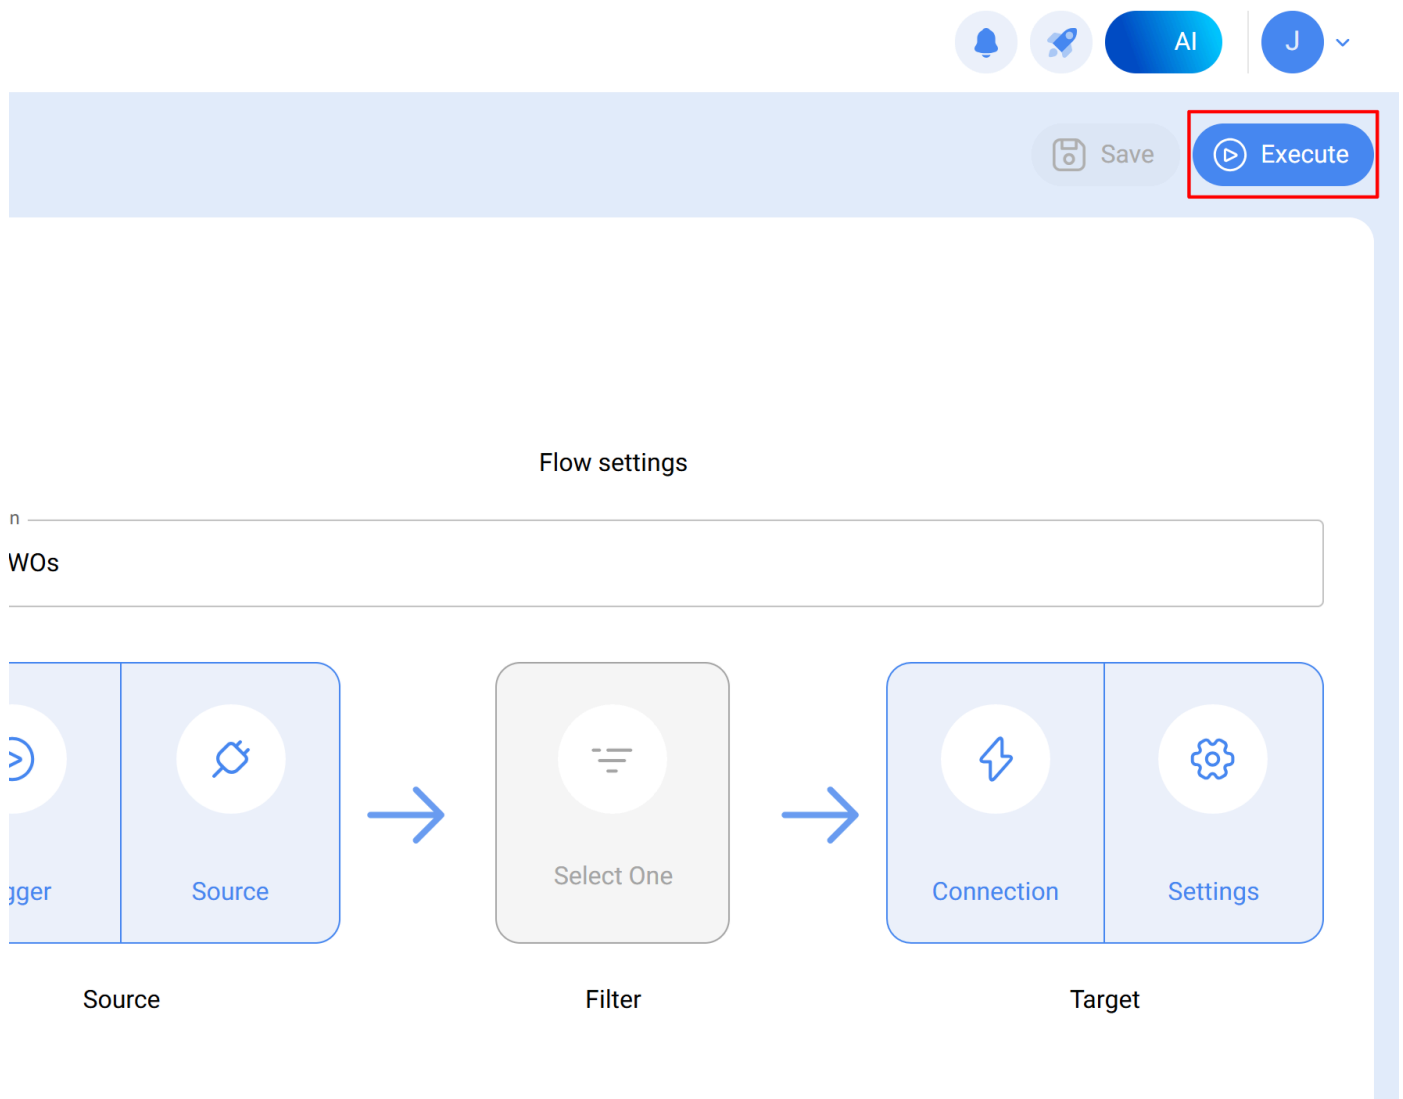 AI
J
Save
Execute
Flow settings
n
WOs
gger
Source
Select One
Connection
Settings
Source
Filter
Target